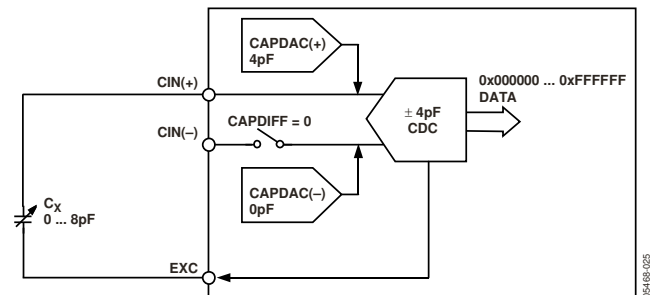 CAPDAC(+)
4pF
CIN(+)
0x000000 ... 0xFFFFFF
DATA
± 4pF
CDC
CIN(–)
CAPDIFF = 0
CAPDAC(–)
0pF
CX
0 ... 8pF
EXC
05468-025